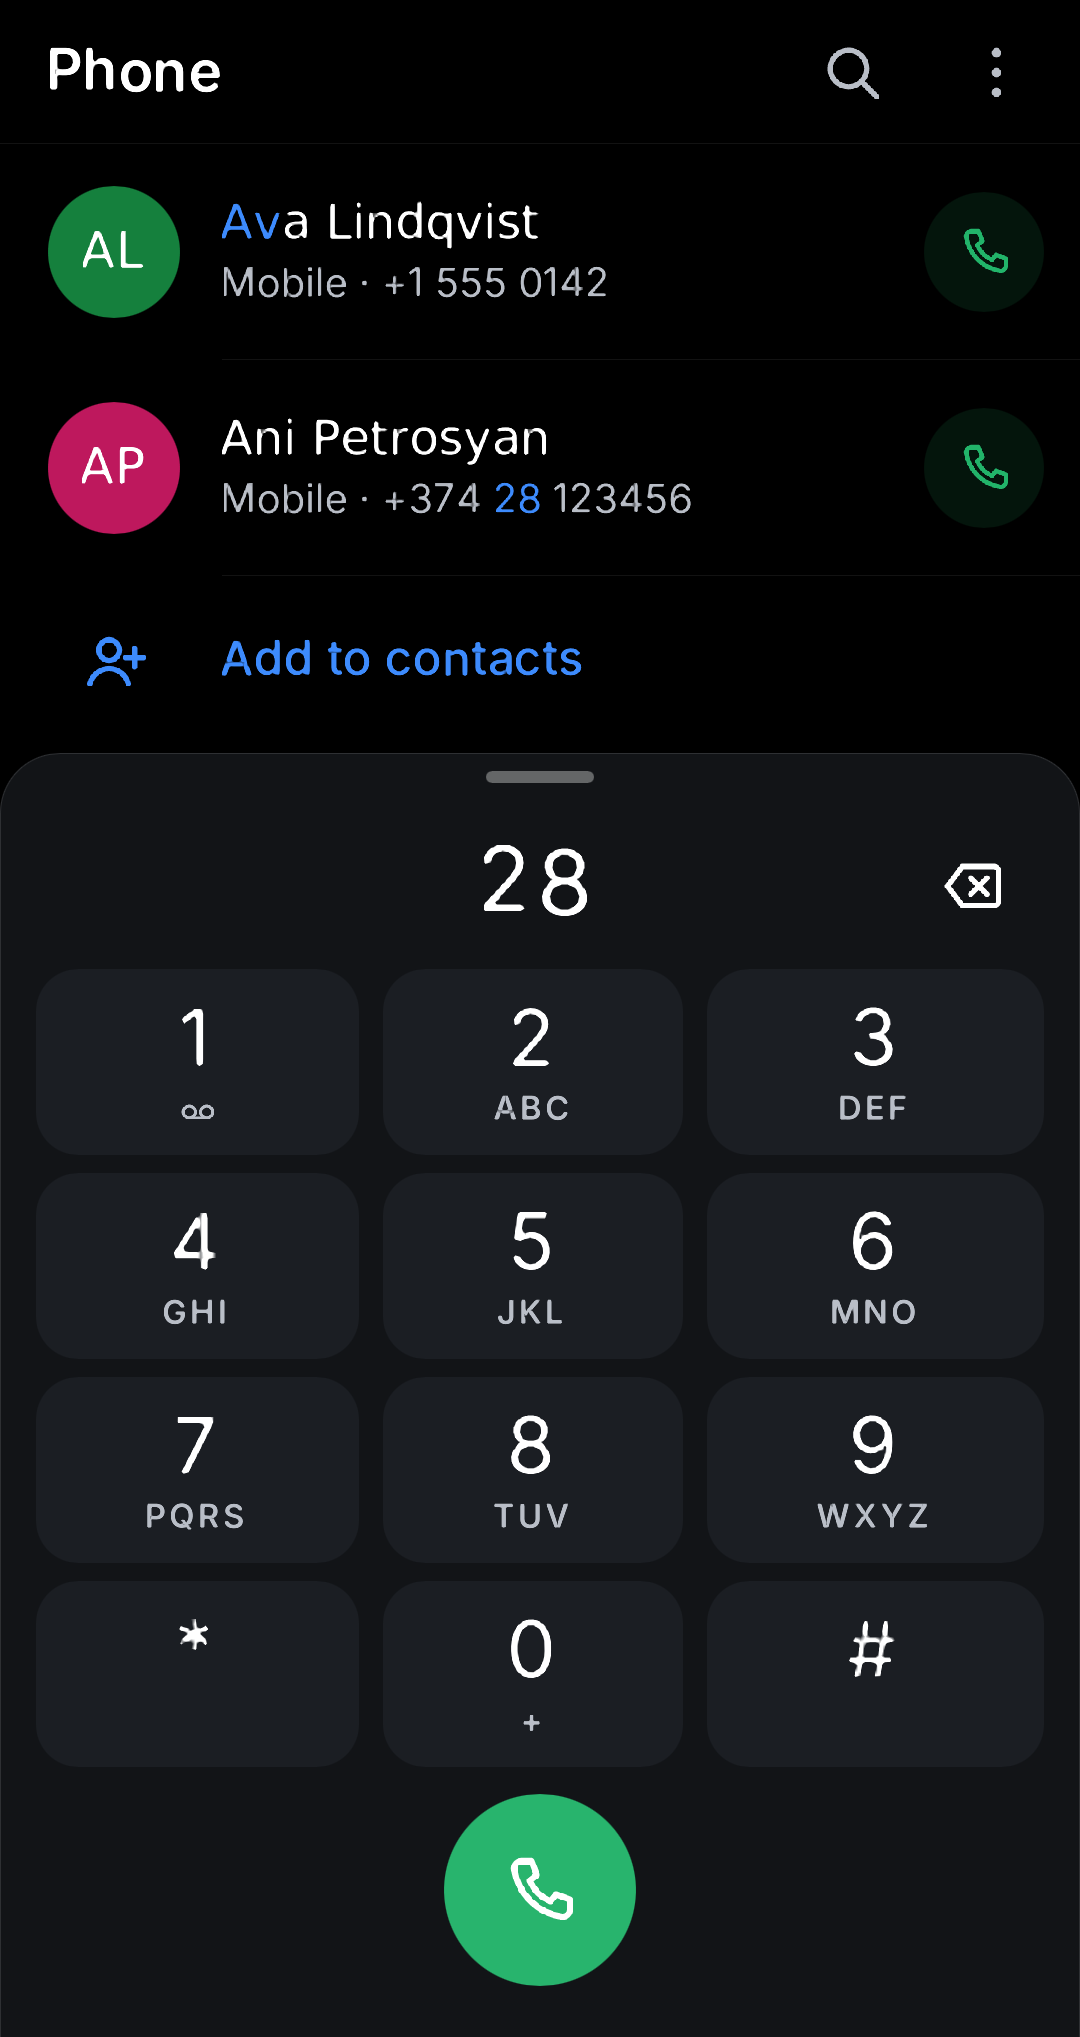 Phone
AL
Ava Lindqvist
Mobile · +1 555 0142
AP
Ani Petrosyan
Mobile · +374 28 123456
Add to contacts
28
1 2 3
ABC DEF
4 5 6
GHI JKL MNO
7 8 9
PQRS TUV WXYZ
* 0 #
+